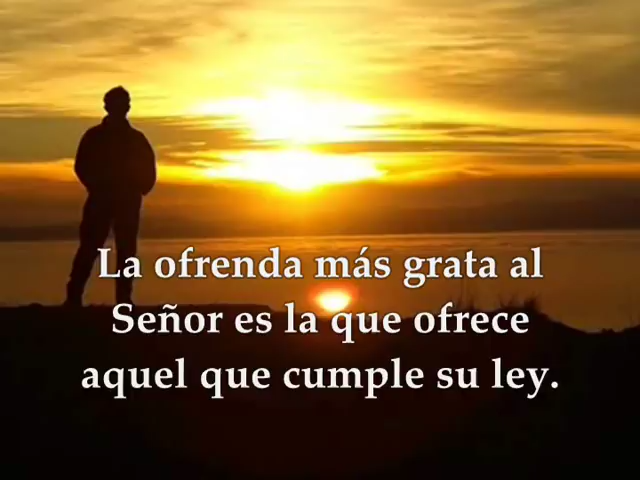 La ofrenda más grata al
Señor es la que ofrece
aquel que cumple su ley.